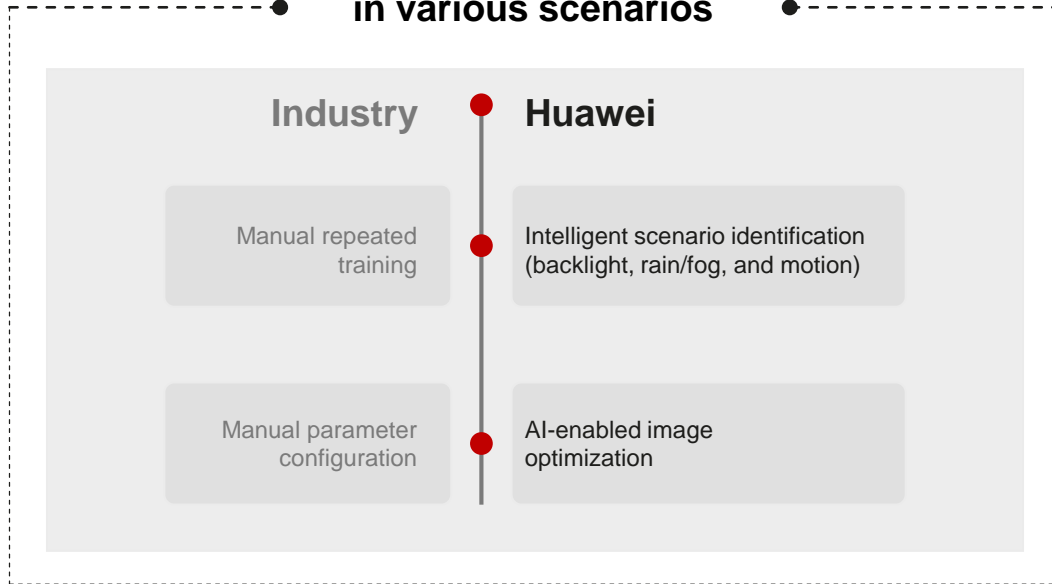 in various scenarios
Industry
Huawei
Manual repeated
training
Intelligent scenario identification
(backlight, rain/fog, and motion)
Manual parameter
configuration
AI-enabled image
optimization